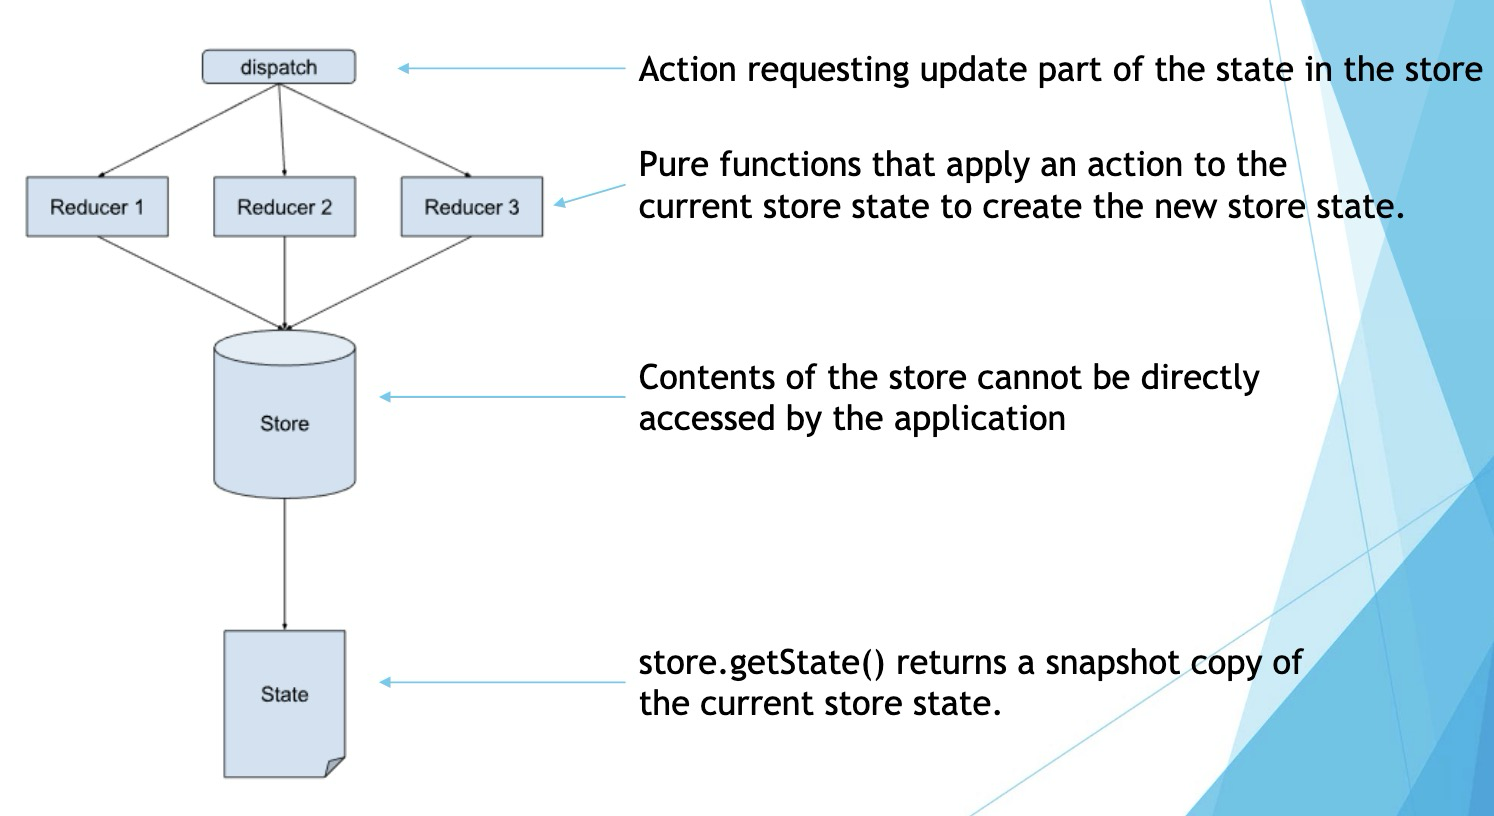 dispatch
Action requesting update part of the state in the store
Reducer 1
Reducer 2
Reducer 3
Pure functions that apply an action to the
current store state to create the new store state.
Store
Contents of the store cannot be directly
accessed by the application
State
store.getState() returns a snapshot copy of
the current store state.